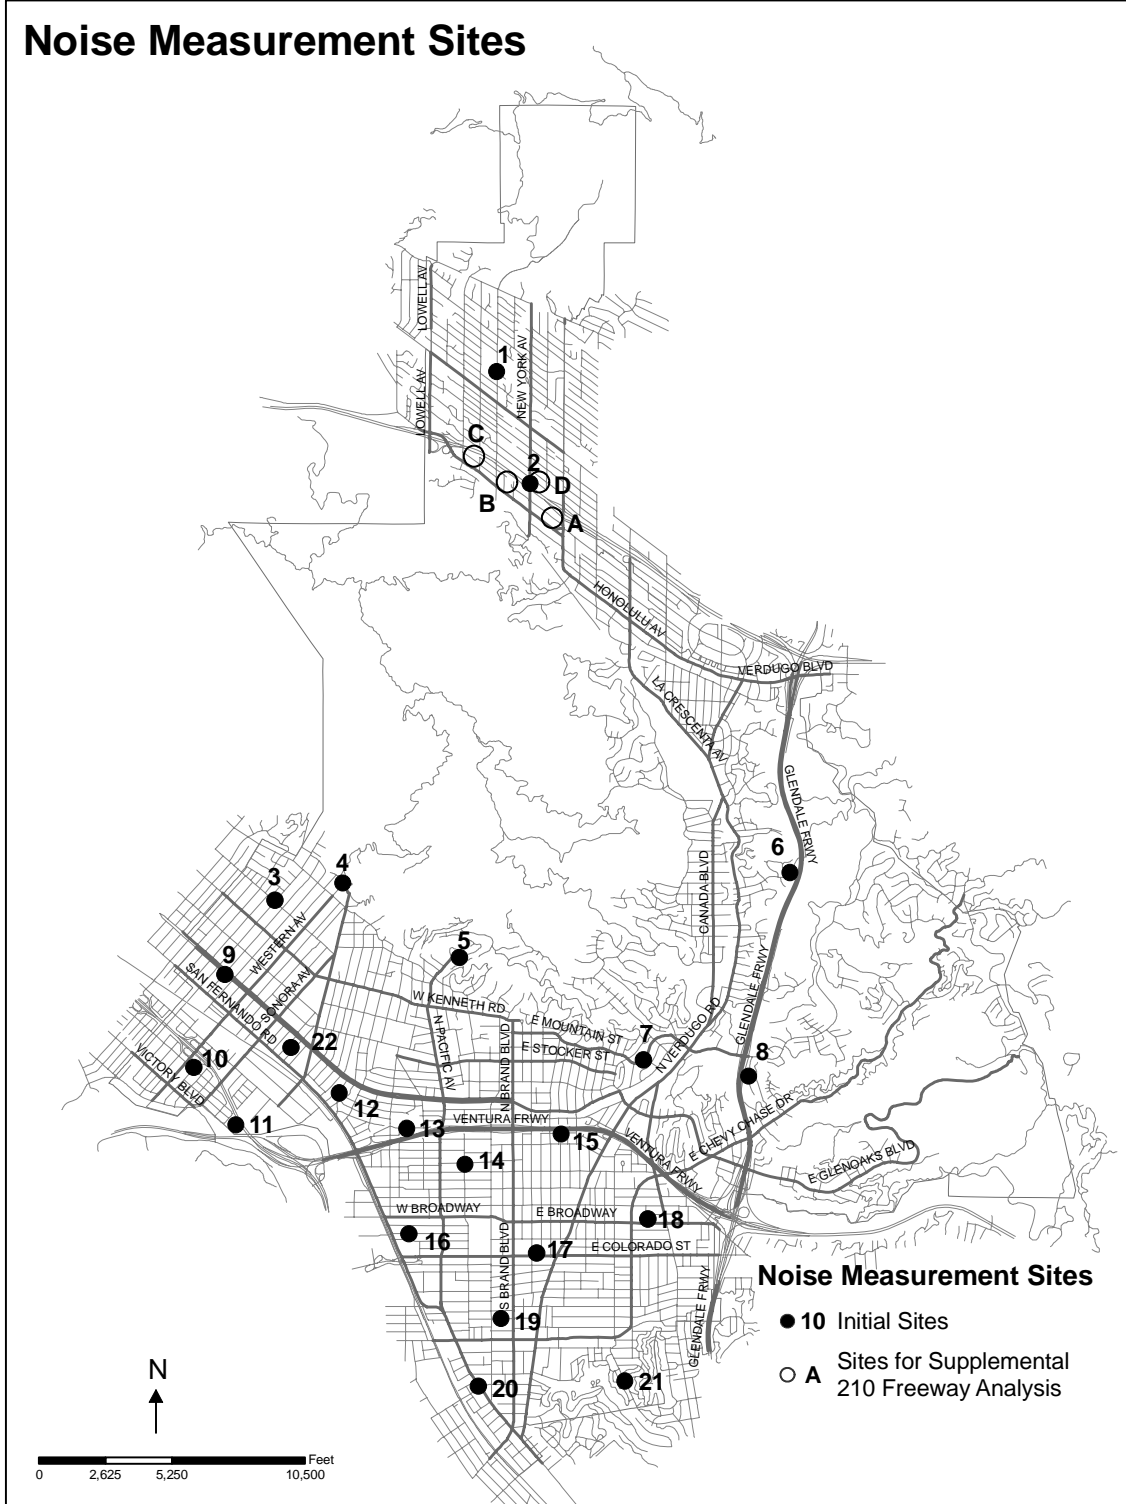 Noise Measurement Sites
LOWELL AV
1
NEW YORK AV
LOWELL AV
C
2
B
D
A
HONOLULU AV
VERDUGO BLVD
LA CRESCENTA AV
GLENDALE FRWY
6
CANADA BLVD
4
3
WESTERN AV
5
9
SONORA AV
SAN FERNANDO RD
W KENNETH RD
GLENDALE FRWY
E MOUNTAIN ST
E STOCKER ST
N VERDUGO RD
7
8
22
10
N PACIFIC AV
N BRAND BLVD
VICTORY BLVD
12
11
13
VENTURA FRWY
15
VENTURA FRWY
E CHEVY CHASE DR
E GLENOAKS BLVD
14
W BROADWAY
E BROADWAY
18
16
S BRAND BLVD
17
E COLORADO ST
19
GLENDALE FRWY
20
21
Noise Measurement Sites
10 Initial Sites
A Sites for Supplemental
210 Freeway Analysis
N
Feet
0 2,625 5,250 10,500